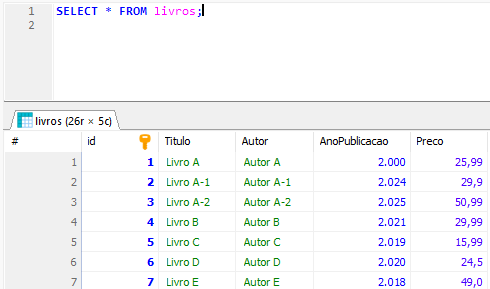 1 SELECT * FROM livros;
2
livros (26r × 5c)
# id Titulo Autor AnoPublicacao Preco
1 1 Livro A Autor A 2.000 25,99
2 2 Livro A-1 Autor A-1 2.024 29,9
3 3 Livro A-2 Autor A-2 2.025 50,99
4 4 Livro B Autor B 2.021 29,99
5 5 Livro C Autor C 2.019 15,99
6 6 Livro D Autor D 2.020 24,5
7 7 Livro E Autor E 2.018 49,0